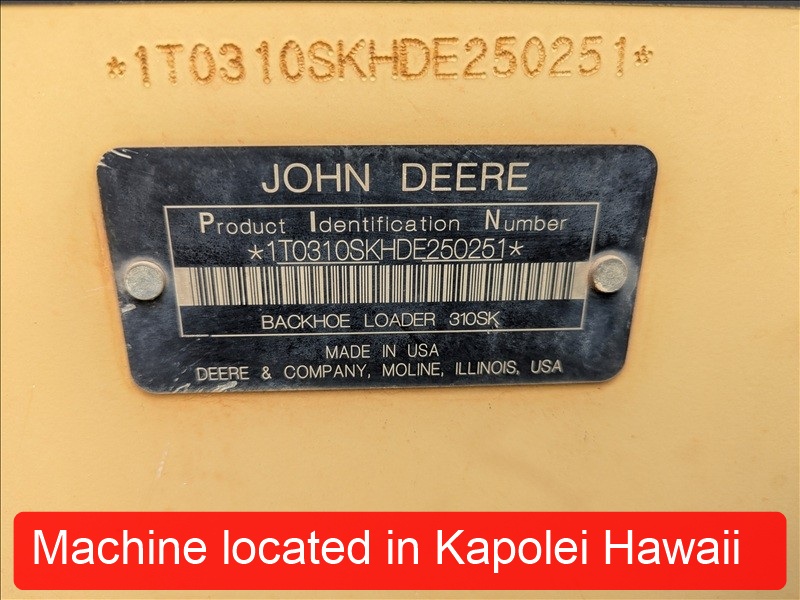 *1T0310SKHDE250251*
JOHN DEERE
Product Identification Number
*1T0310SKHDE250251*
BACKHOE LOADER 310SK
MADE IN USA
DEERE & COMPANY, MOLINE, ILLINOIS, USA
Machine located in Kapolei Hawaii